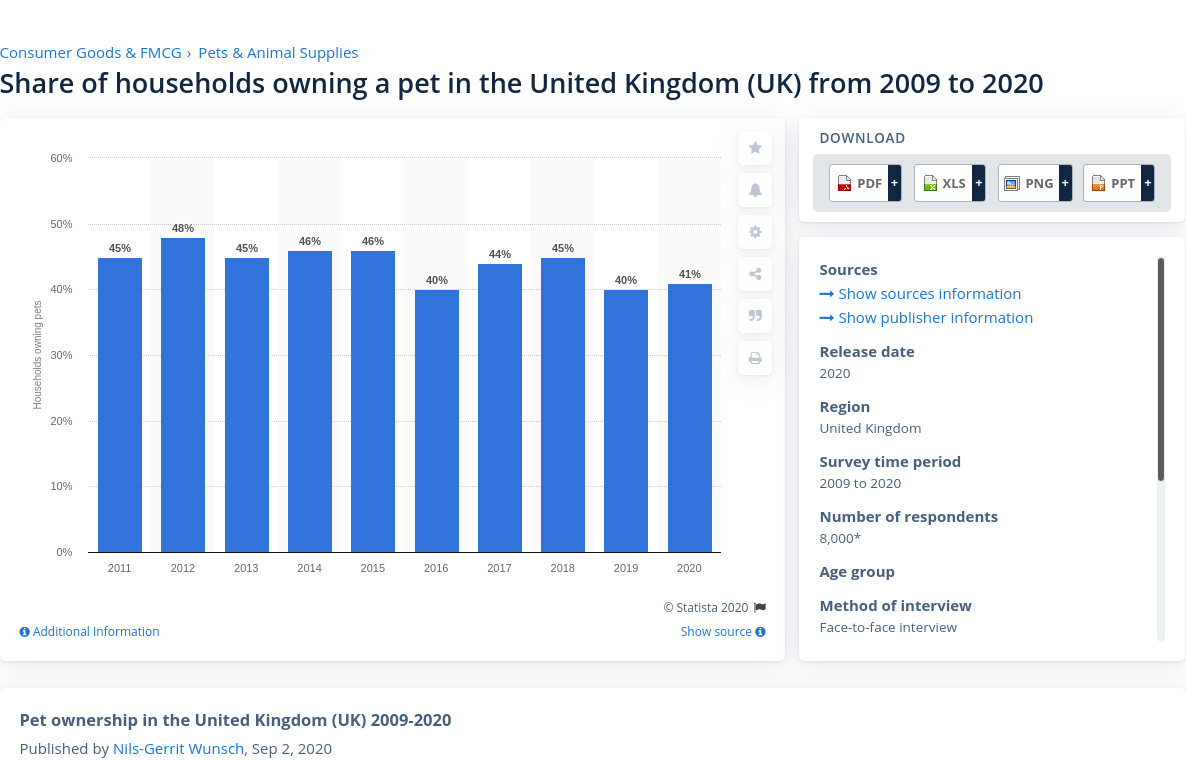 Consumer Goods & FMCG › Pets & Animal Supplies
Share of households owning a pet in the United Kingdom (UK) from 2009 to 2020
Households owning pets
60%
50%
40%
30%
20%
10%
0%
45%
48%
45%
46%
46%
40%
44%
45%
40%
41%
2011
2012
2013
2014
2015
2016
2017
2018
2019
2020
© Statista 2020
Additional Information
Show source
DOWNLOAD
PDF +
XLS +
PNG +
PPT +
Sources
Show sources information
Show publisher information
Release date
2020
Region
United Kingdom
Survey time period
2009 to 2020
Number of respondents
8,000*
Age group
Method of interview
Face-to-face interview
Pet ownership in the United Kingdom (UK) 2009-2020
Published by Nils-Gerrit Wunsch, Sep 2, 2020